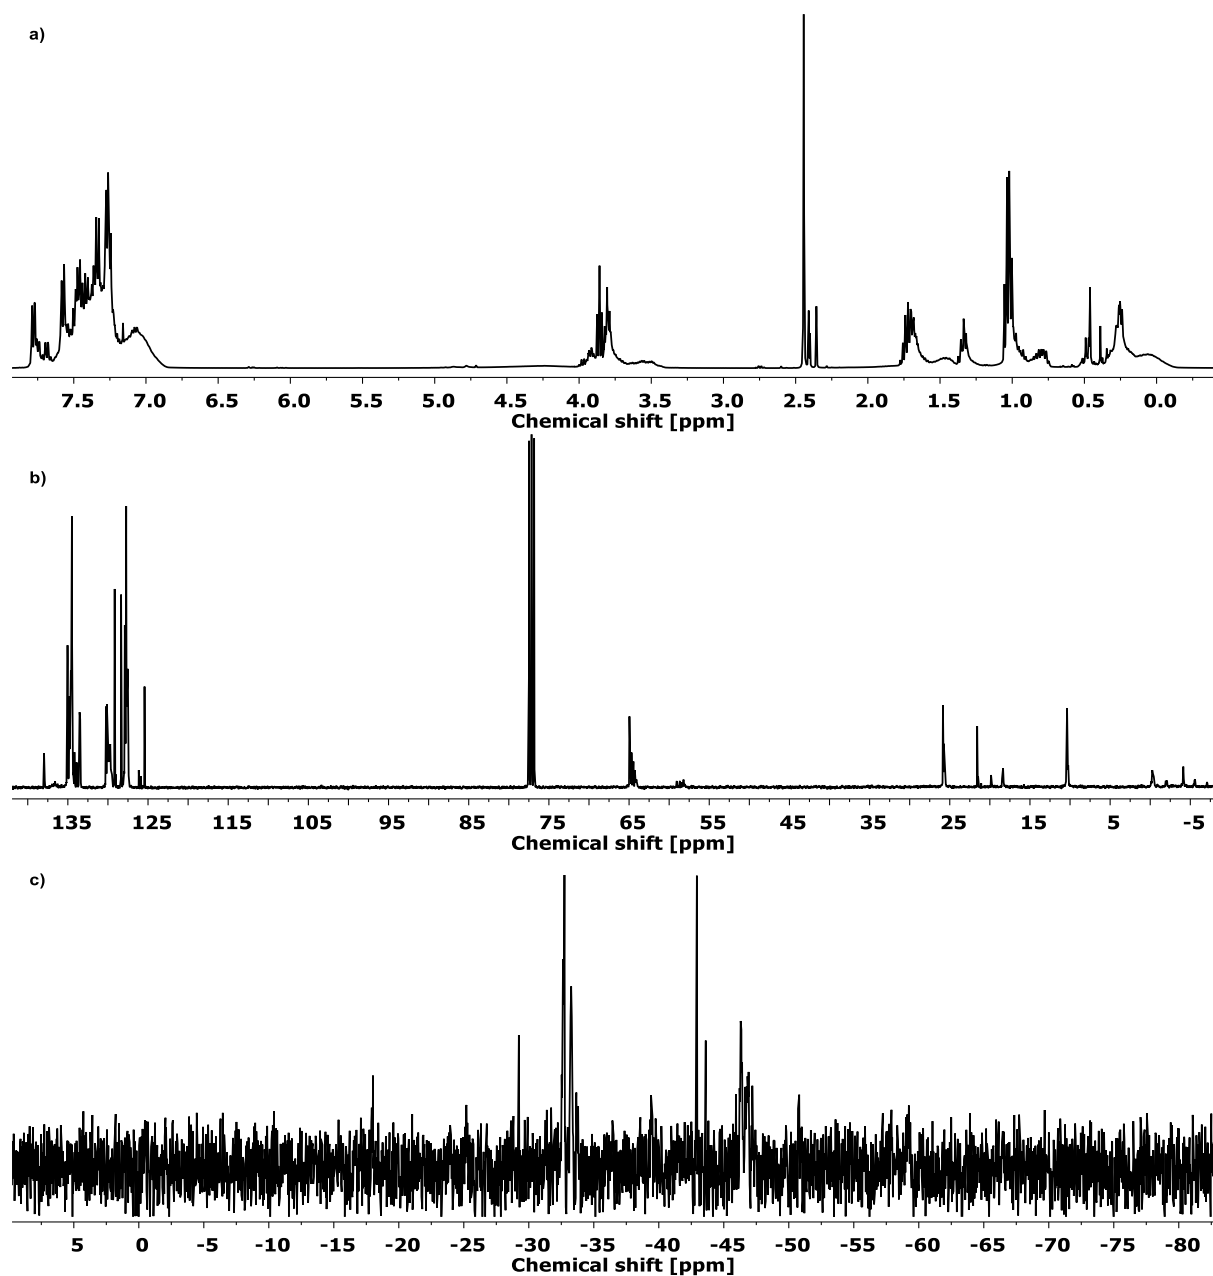 a)
7.5 7.0 6.5 6.0 5.5 5.0 4.5 4.0 3.5 3.0 2.5 2.0 1.5 1.0 0.5 0.0
Chemical shift [ppm]
b)
135 125 115 105 95 85 75 65 55 45 35 25 15 5 -5
Chemical shift [ppm]
c)
5 0 -5 -10 -15 -20 -25 -30 -35 -40 -45 -50 -55 -60 -65 -70 -75 -80
Chemical shift [ppm]